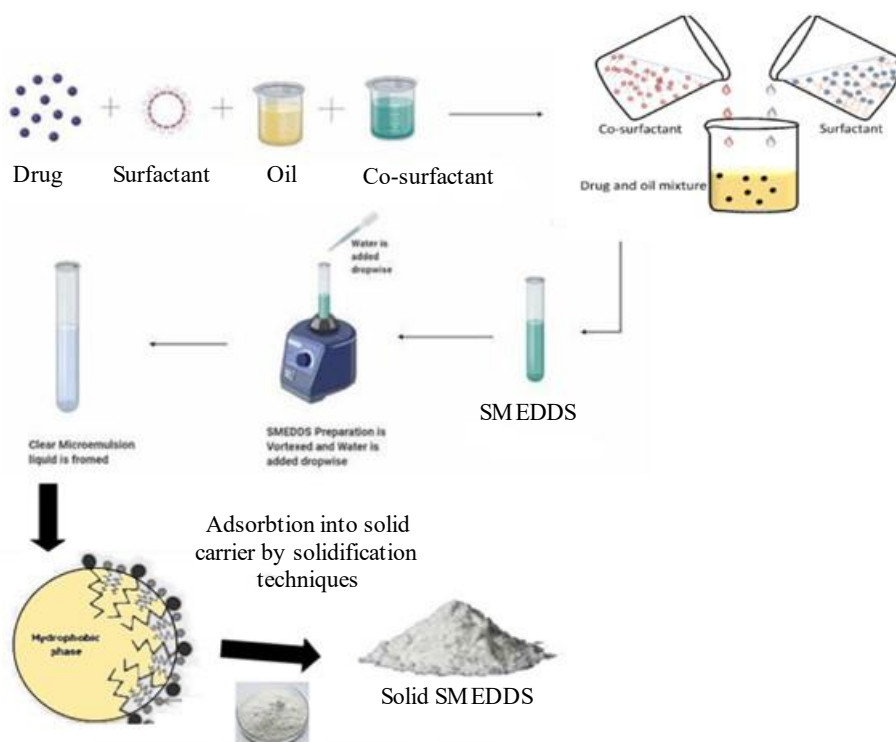 Drug
Surfactant
Oil
Co-surfactant
Co-surfactant
Surfactant
Drug and oil mixture
Water is
added
dropwise
SMEDDS
SMEDDS Preparation is
Vortexed and Water is
added dropwise
Clear Microemulsion
liquid is fromed
Adsorbtion into solid
carrier by solidification
techniques
Hydrophobic
phase
Solid SMEDDS